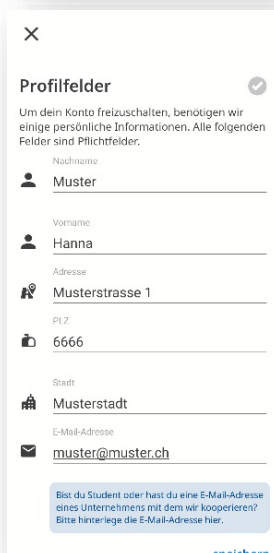 Profilfelder
Um dein Konto freizuschalten, benötigen wir
einige persönliche Informationen. Alle folgenden
Felder sind Pflichtfelder.
Nachname
Muster
Vorname
Hanna
Adresse
Musterstrasse 1
PLZ
6666
Stadt
Musterstadt
E-Mail-Adresse
muster@muster.ch
Bist du Student oder hast du eine E-Mail-Adresse
eines Unternehmens mit dem wir kooperieren?
Bitte hinterlege die E-Mail-Adresse hier.
speichern